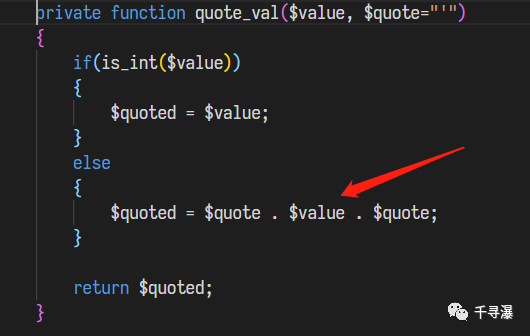 private function quote_val($value, $quote="'")
{
if(is_int($value))
{
$quoted = $value;
}
else
{
$quoted = $quote . $value . $quote;
}
return $quoted;
}
千寻瀑